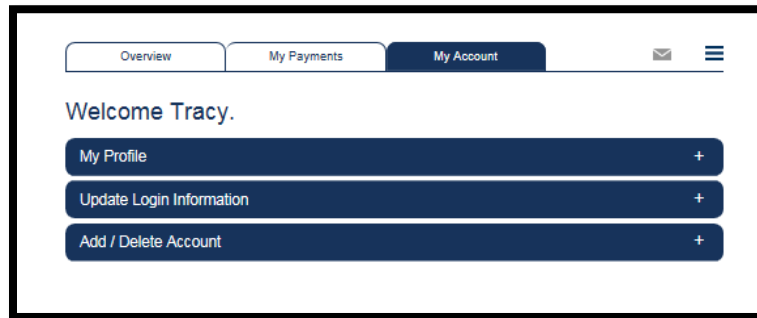 Overview My Payments My Account
Welcome Tracy.
My Profile +
Update Login Information +
Add / Delete Account +